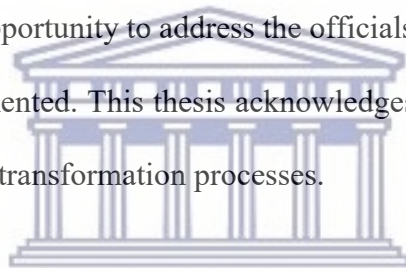 portunity to address the officials
ented. This thesis acknowledges
transformation processes.